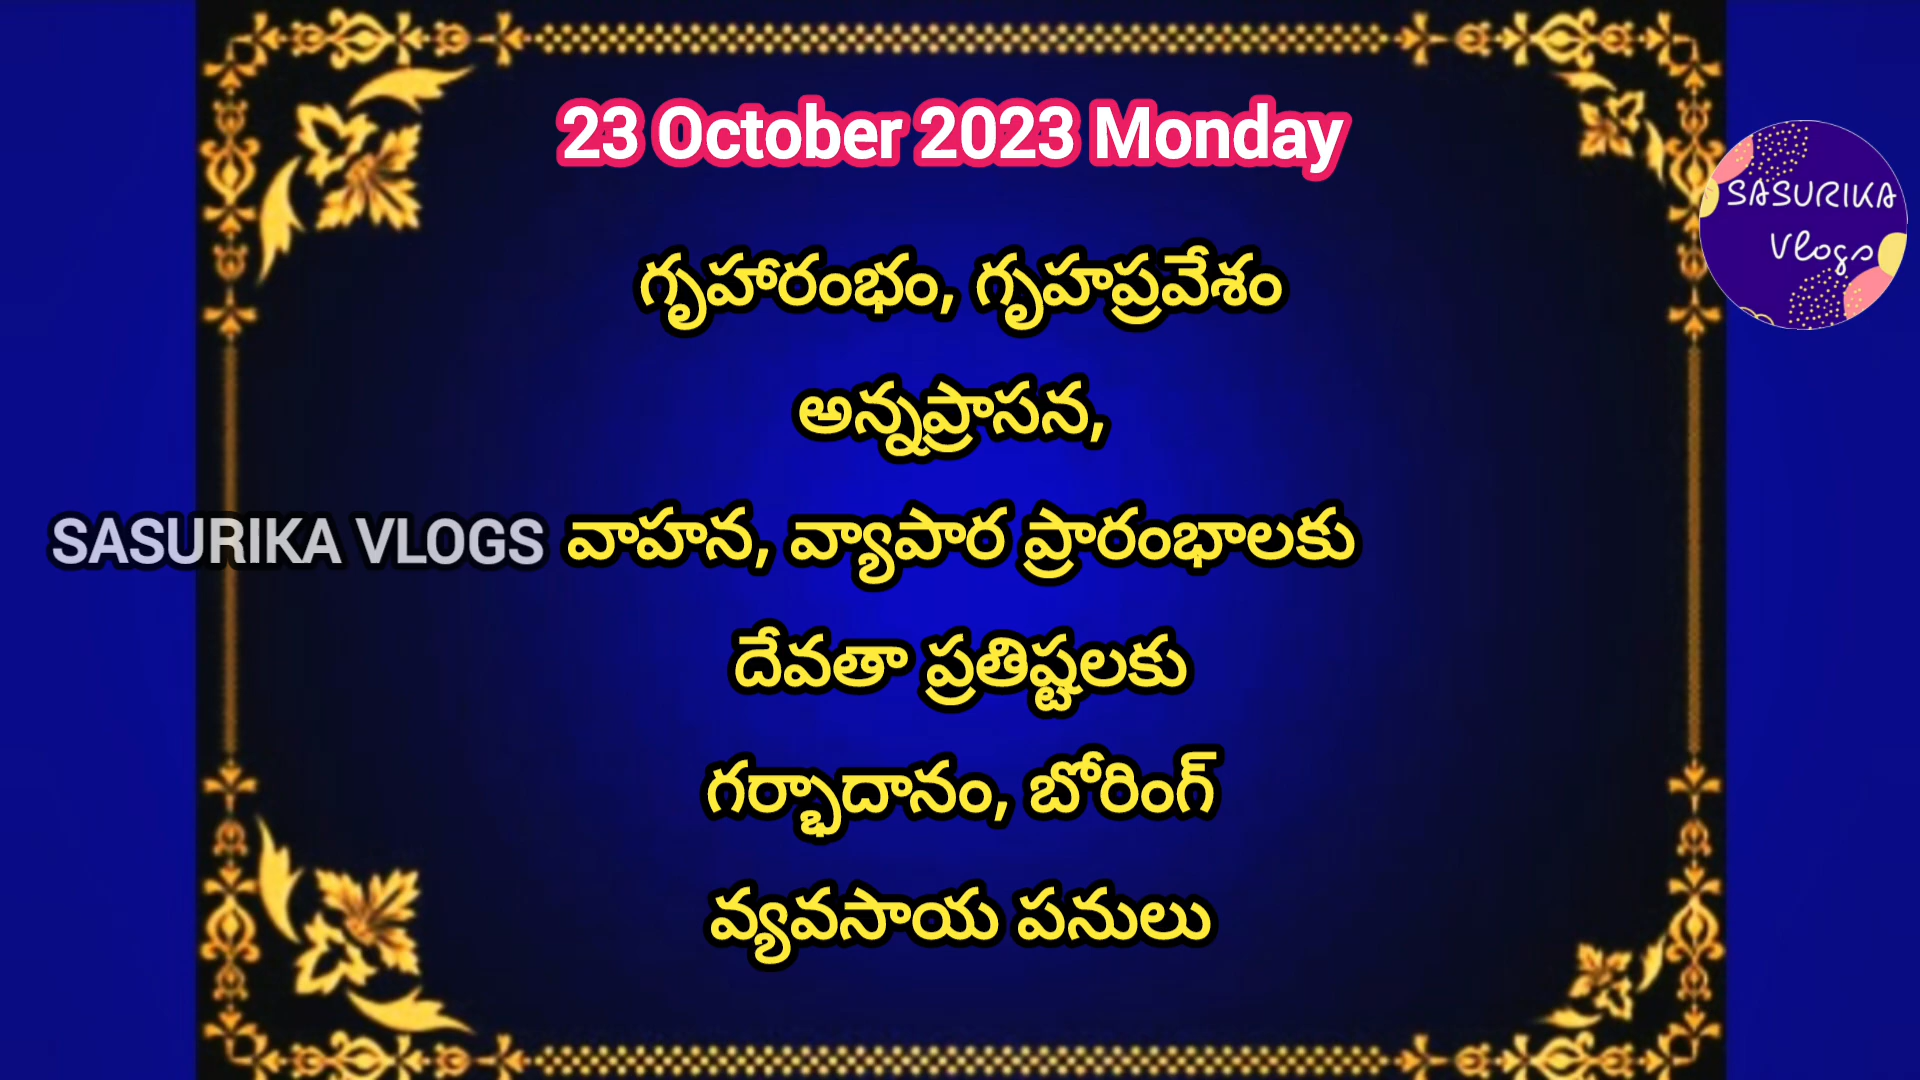 23 October 2023 Monday
SASURIKA
Vlogs
గృహారంభం, గృహప్రవేశం
అన్నప్రాసన,
SASURIKA VLOGS వాహన, వ్యాపార ప్రారంభాలకు
దేవతా ప్రతిష్టలకు
గర్భాదానం, బోరింగ్
వ్యవసాయ పనులు